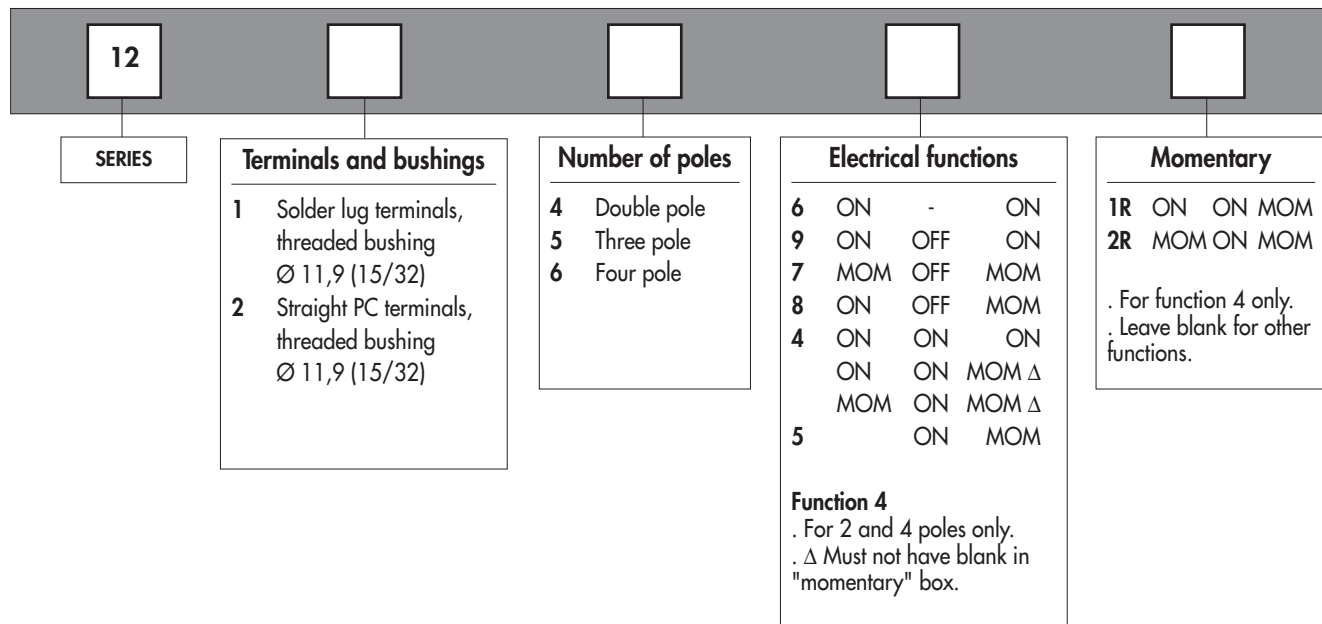 12
SERIES
Terminals and bushings
1 Solder lug terminals,
threaded bushing
Ø 11,9 (15/32)
2 Straight PC terminals,
threaded bushing
Ø 11,9 (15/32)
Number of poles
4 Double pole
5 Three pole
6 Four pole
Electrical functions
6 ON - ON
9 ON OFF ON
7 MOM OFF MOM
8 ON OFF MOM
4 ON ON ON
ON ON MOM ∆
MOM ON MOM ∆
5 ON MOM
Function 4
. For 2 and 4 poles only.
. ∆ Must not have blank in
"momentary" box.
Momentary
1R ON ON MOM
2R MOM ON MOM
. For function 4 only.
. Leave blank for other
functions.